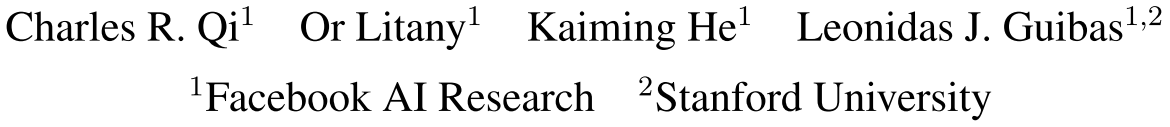 Charles R. Qi¹ Or Litany¹ Kaiming He¹ Leonidas J. Guibas¹,²
¹Facebook AI Research ²Stanford University